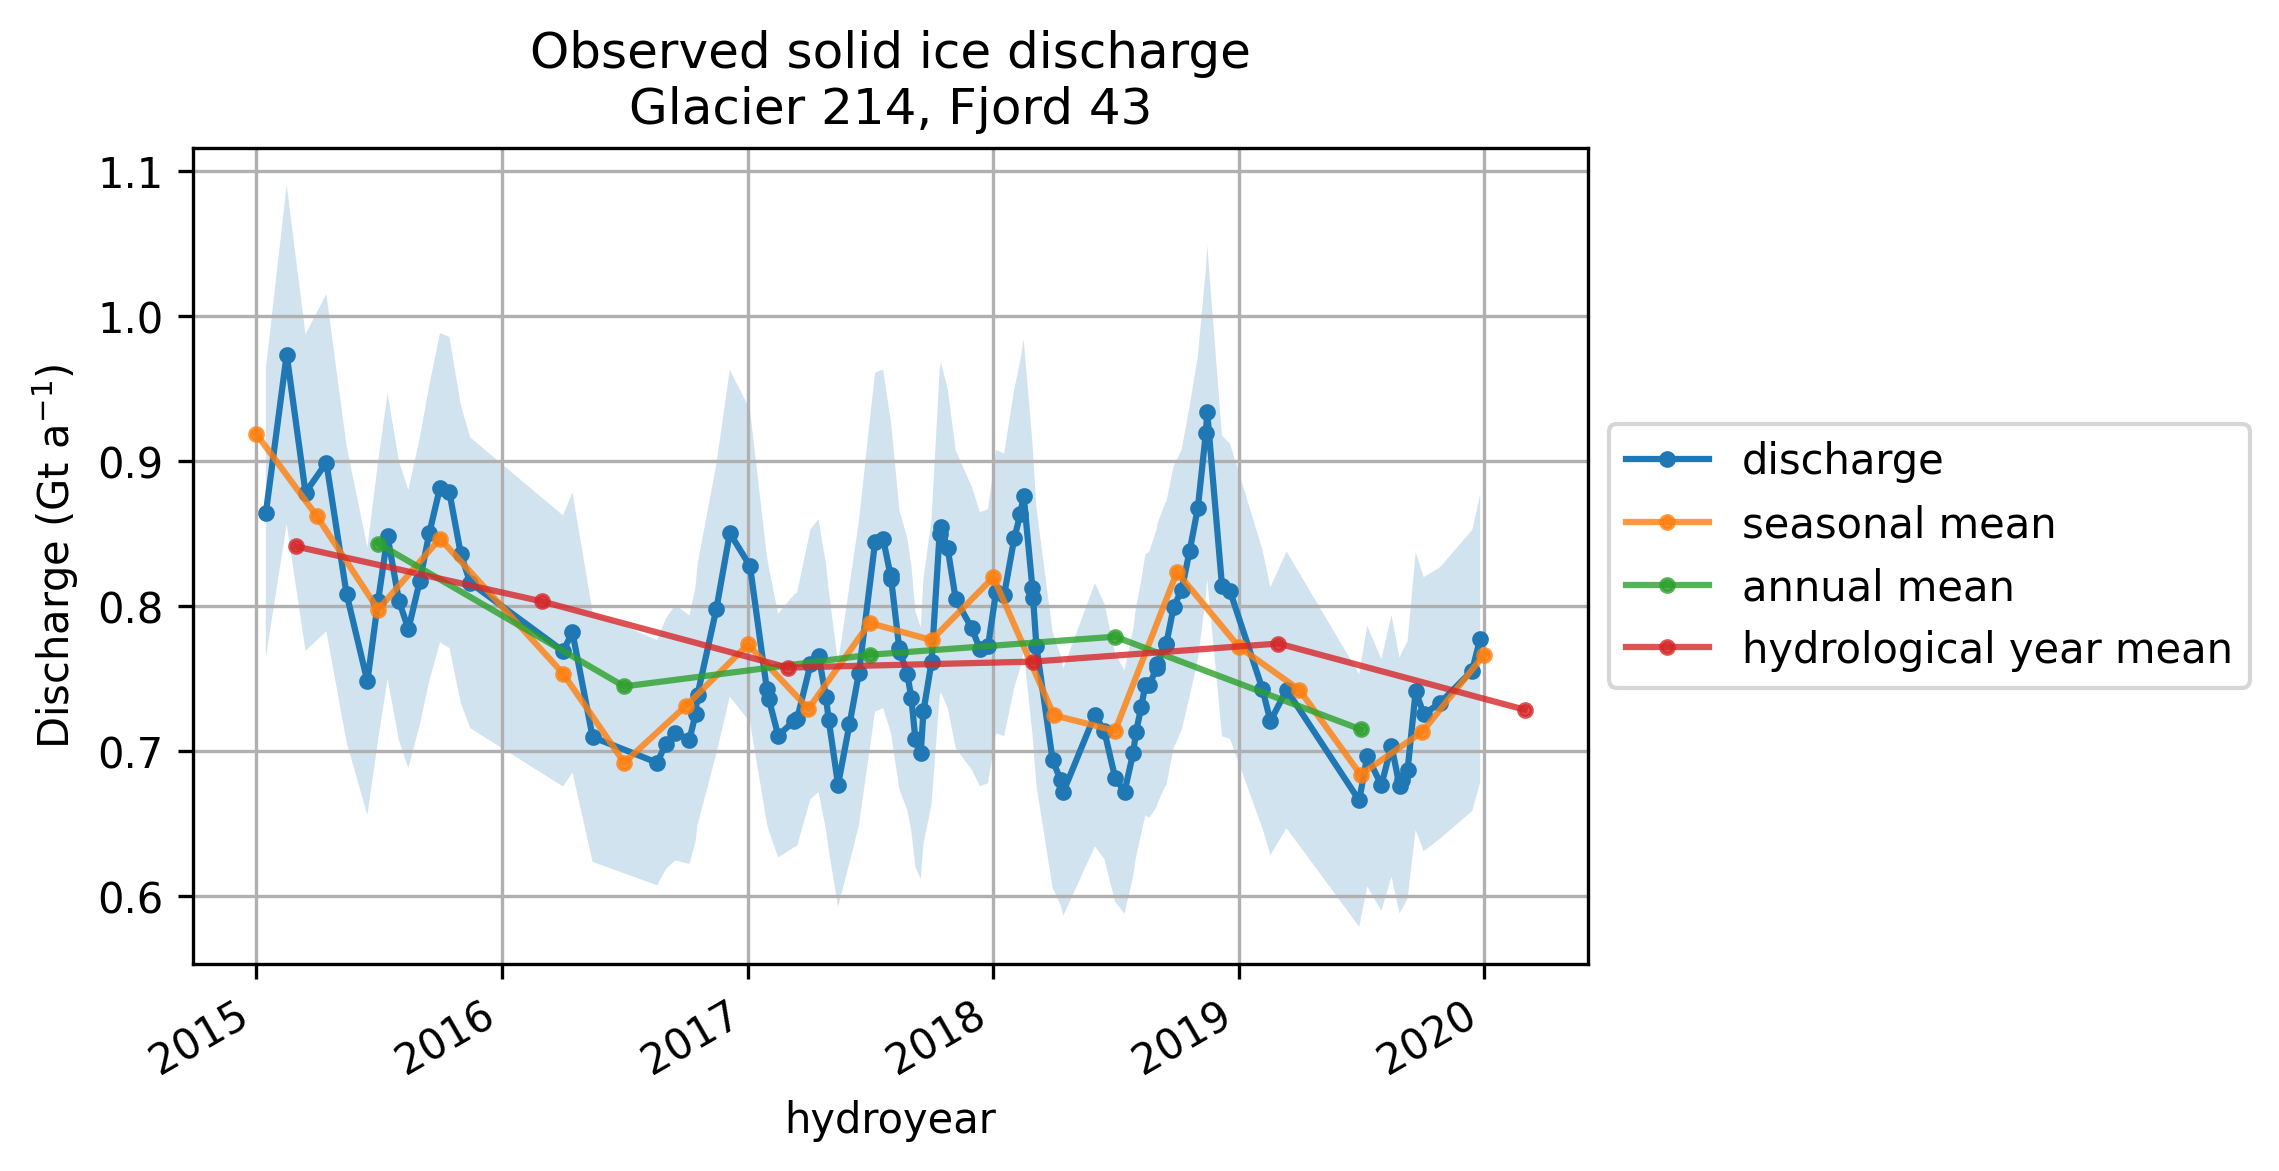 Observed solid ice discharge
Glacier 214, Fjord 43
Discharge (Gt a⁻¹)
1.1
1.0
0.9
0.8
0.7
0.6
2015
2016
2017
2018
2019
2020
hydroyear
discharge
seasonal mean
annual mean
hydrological year mean